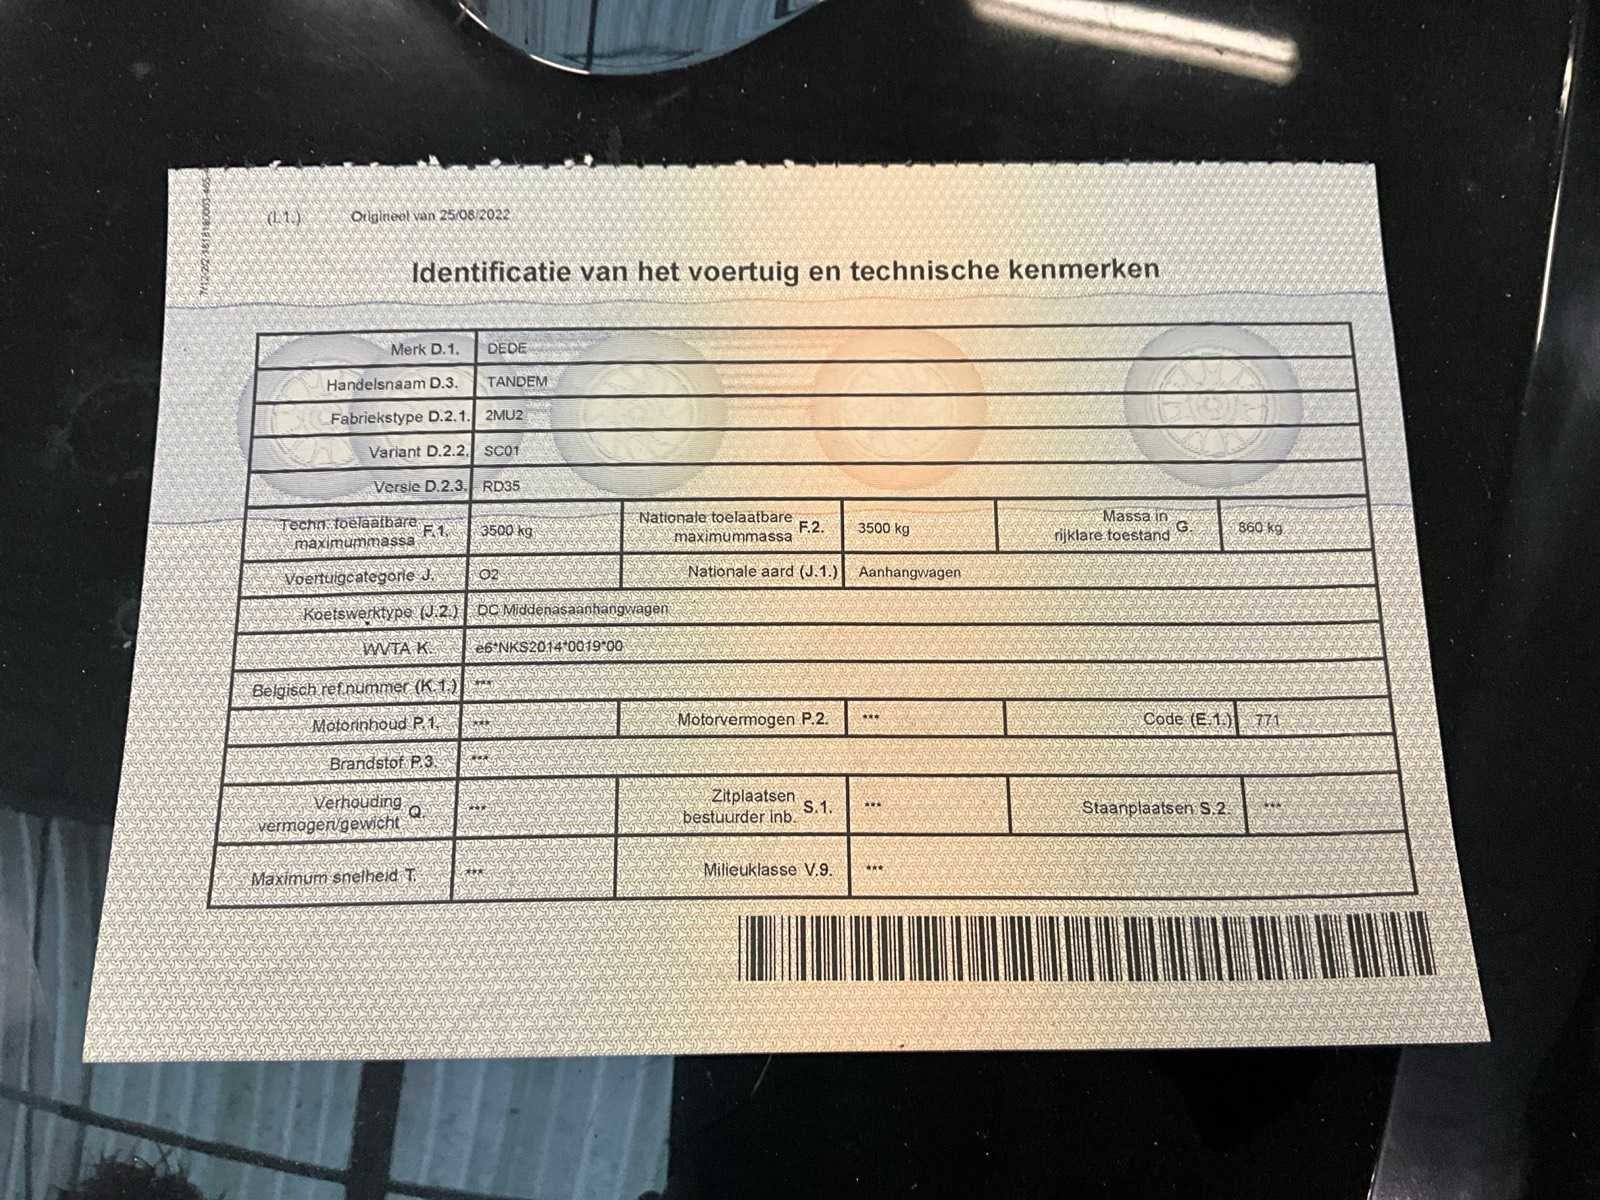 (I.1.) Origineel van 25/08/2022
Identificatie van het voertuig en technische kenmerken
Merk D.1. DEDE
Handelsnaam D.3. TANDEM
Fabriekstype D.2.1. 2MU2
Variant D.2.2. SC01
Versie D.2.3. RD35
Techn. toelaatbare maximummassa F.1. 3500 kg Nationale toelaatbare maximummassa F.2. 3500 kg Massa in rijklare toestand G. 860 kg
Voertuigcategorie J. O2 Nationale aard (J.1.) Aanhangwagen
Koetswerktype (J.2.) DC Middenasaanhangwagen
WVTA K. e6*NKS2014*0019*00
Belgisch ref.nummer (K.1.) ***
Motorinhoud P.1. *** Motorvermogen P.2. *** Code (E.1.) 771
Brandstof P.3. ***
Verhouding vermogen/gewicht Q. *** Zitplaatsen bestuurder inb. S.1. *** Staanplaatsen S.2. ***
Maximum snelheid T. *** Milieuklasse V.9. ***